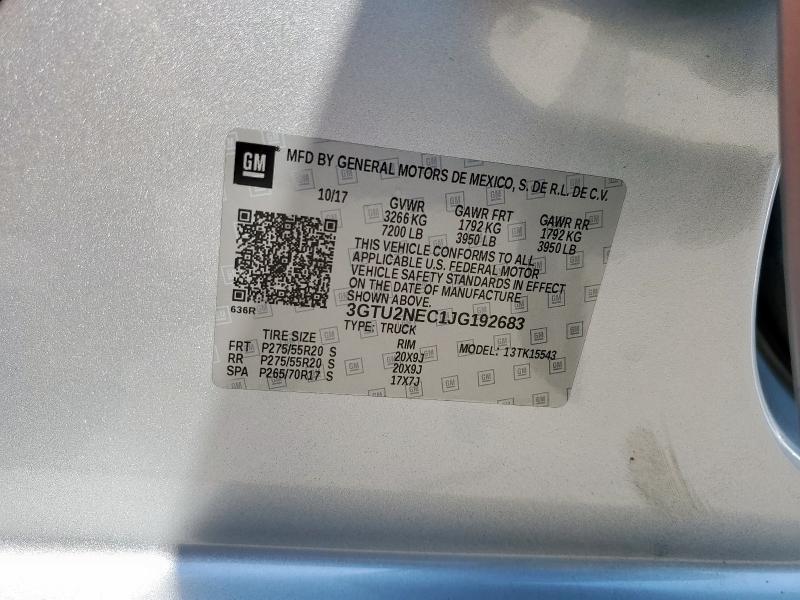 GM MFD BY GENERAL MOTORS DE MEXICO, S. DE R.L. DE C.V.
10/17 GVWR GAWR FRT GAWR RR
3266 KG 1792 KG 1792 KG
7200 LB 3950 LB 3950 LB
THIS VEHICLE CONFORMS TO ALL
APPLICABLE U.S. FEDERAL MOTOR
VEHICLE SAFETY STANDARDS IN EFFECT
ON THE DATE OF MANUFACTURE
SHOWN ABOVE.
636R
3GTU2NEC1JG192683
TYPE: TRUCK
TIRE SIZE RIM MODEL: 13TK15543
FRT P275/55R20 S 20X9J
RR P275/55R20 S 20X9J
SPA P265/70R17 S 17X7J